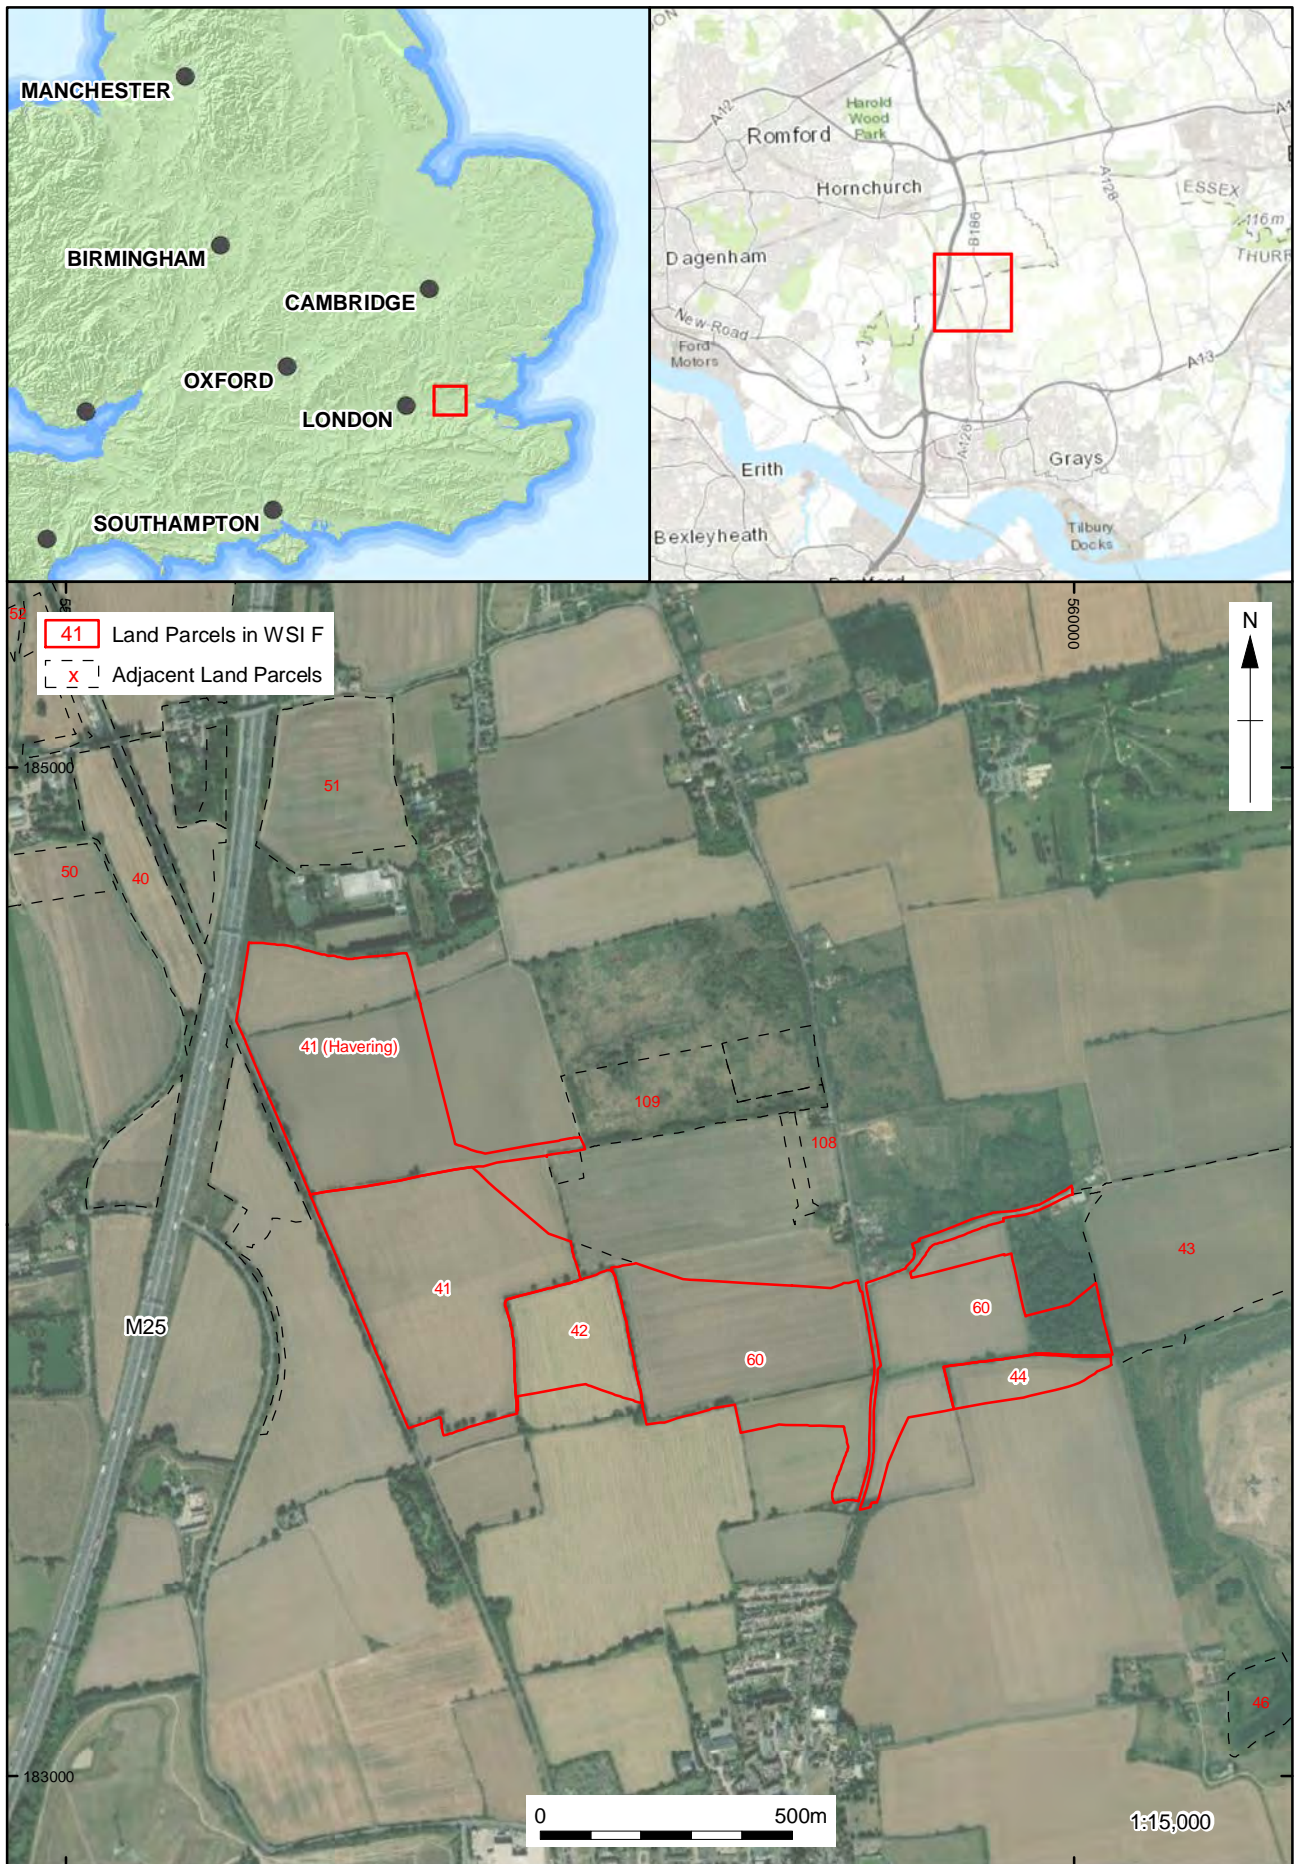 MANCHESTER
BIRMINGHAM
CAMBRIDGE
OXFORD
LONDON
SOUTHAMPTON
A12
Romford
Harold
Wood
Park
Hornchurch
A128
ESSEX
116 m
B186
Dagenham
New Road
Ford
Motors
A13
A126
Grays
Erith
Bexleyheath
Tilbury
Docks
52
41 Land Parcels in WSI F
x Adjacent Land Parcels
560000
N
185000
51
50
40
41 (Havering)
109
108
43
41
42
60
60
44
M25
46
183000
0 500m
1:15,000